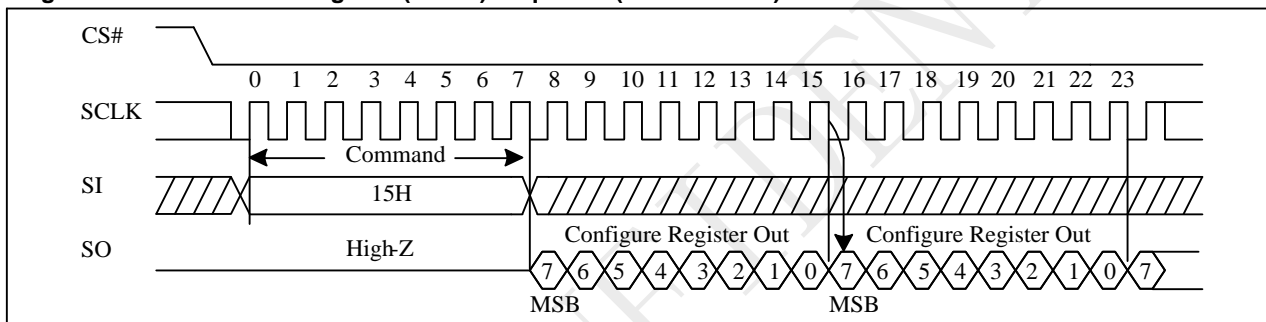 CS#
0 1 2 3 4 5 6 7 8 9 10 11 12 13 14 15 16 17 18 19 20 21 22 23
SCLK
Command
SI
15H
SO
High-Z
Configure Register Out
Configure Register Out
7 6 5 4 3 2 1 0 7 6 5 4 3 2 1 0 7
MSB
MSB